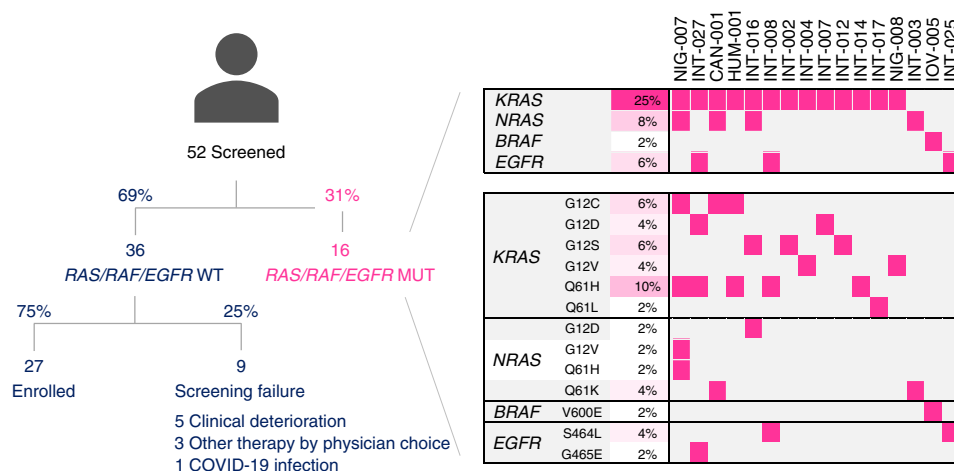 52 Screened
69%
31%
36
16
RAS/RAF/EGFR WT
RAS/RAF/EGFR MUT
75%
25%
27
9
Enrolled
Screening failure
5 Clinical deterioration
3 Other therapy by physician choice
1 COVID-19 infection
NIG-007
INT-027
CAN-001
HUM-001
INT-016
INT-008
INT-002
INT-004
INT-007
INT-012
INT-014
INT-017
NIG-008
INT-003
IOV-005
INT-025
KRAS 25%
NRAS 8%
BRAF 2%
EGFR 6%
KRAS
G12C 6%
G12D 4%
G12S 6%
G12V 4%
Q61H 10%
Q61L 2%
NRAS
G12D 2%
G12V 2%
Q61H 2%
Q61K 4%
BRAF V600E 2%
EGFR
S464L 4%
G465E 2%